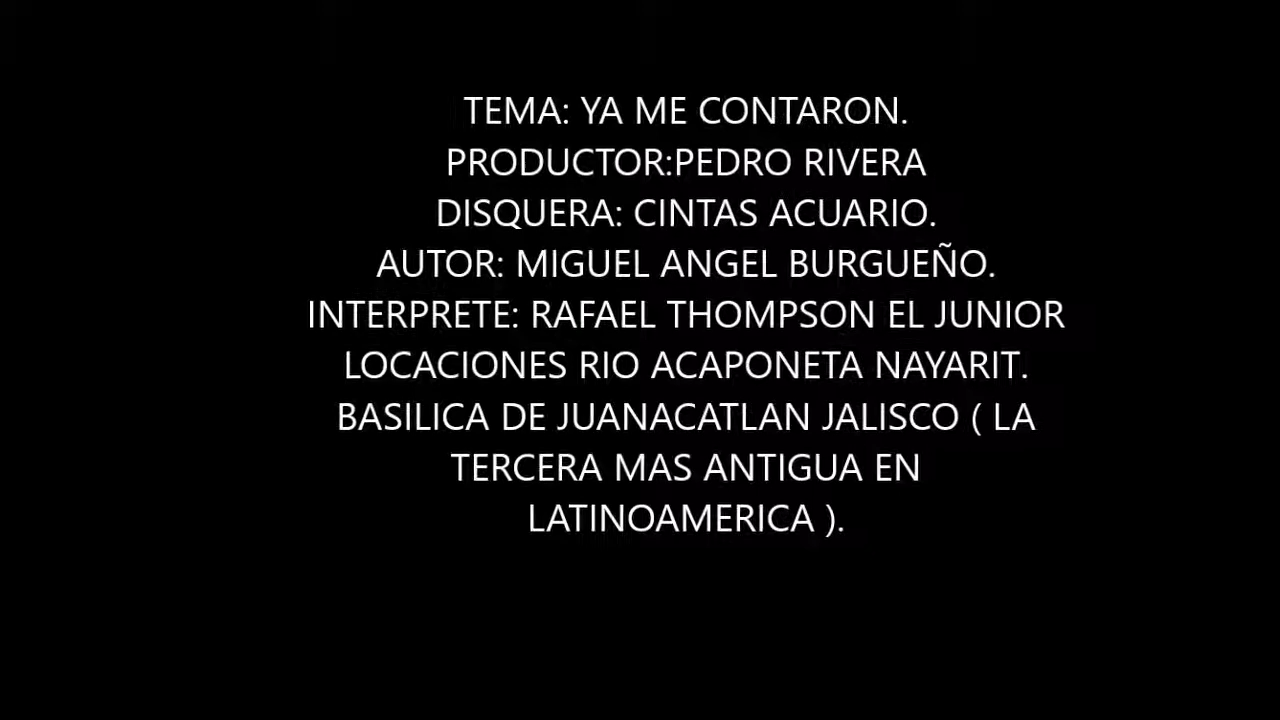 TEMA: YA ME CONTARON.
PRODUCTOR:PEDRO RIVERA
DISQUERA: CINTAS ACUARIO.
AUTOR: MIGUEL ANGEL BURGUEÑO.
INTERPRETE: RAFAEL THOMPSON EL JUNIOR
LOCACIONES RIO ACAPONETA NAYARIT.
BASILICA DE JUANACATLAN JALISCO ( LA
TERCERA MAS ANTIGUA EN
LATINOAMERICA ).